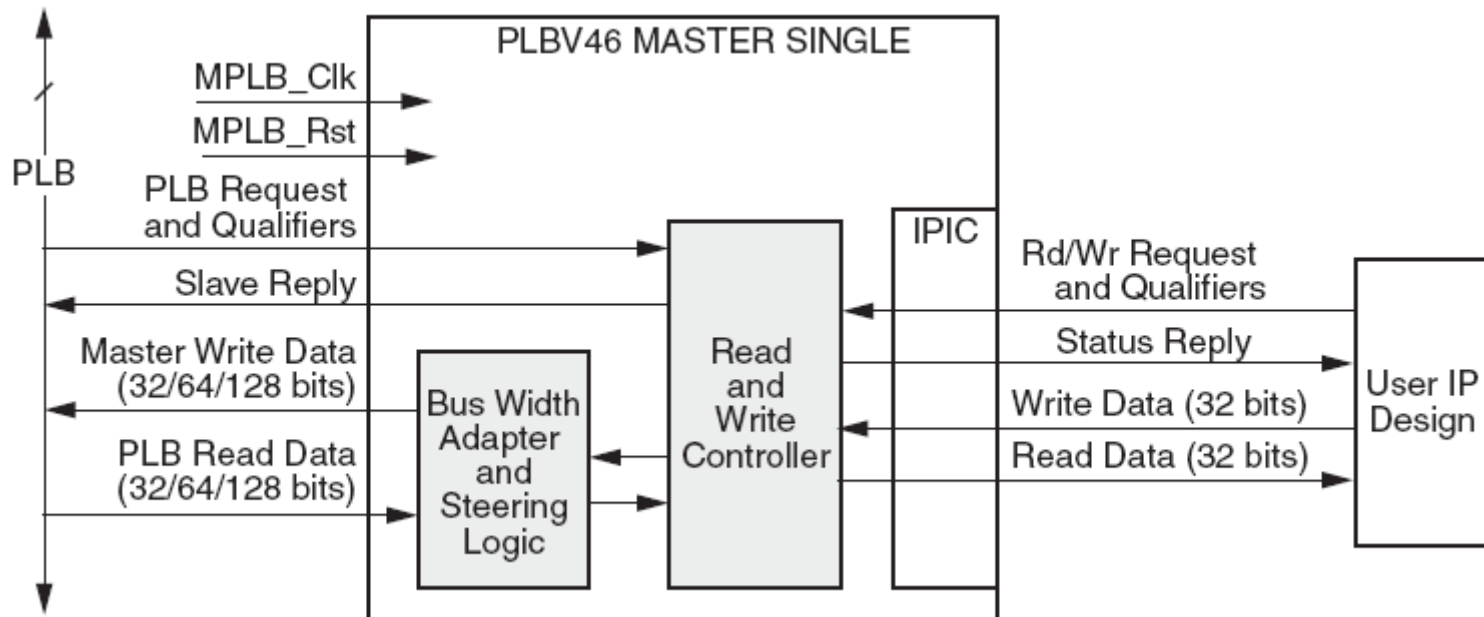 PLBV46 MASTER SINGLE
MPLB_Clk
MPLB_Rst
PLB
PLB Request
and Qualifiers
Slave Reply
Master Write Data
(32/64/128 bits)
PLB Read Data
(32/64/128 bits)
Bus Width
Adapter
and
Steering
Logic
Read
and
Write
Controller
IPIC
Rd/Wr Request
and Qualifiers
Status Reply
Write Data (32 bits)
Read Data (32 bits)
User IP
Design